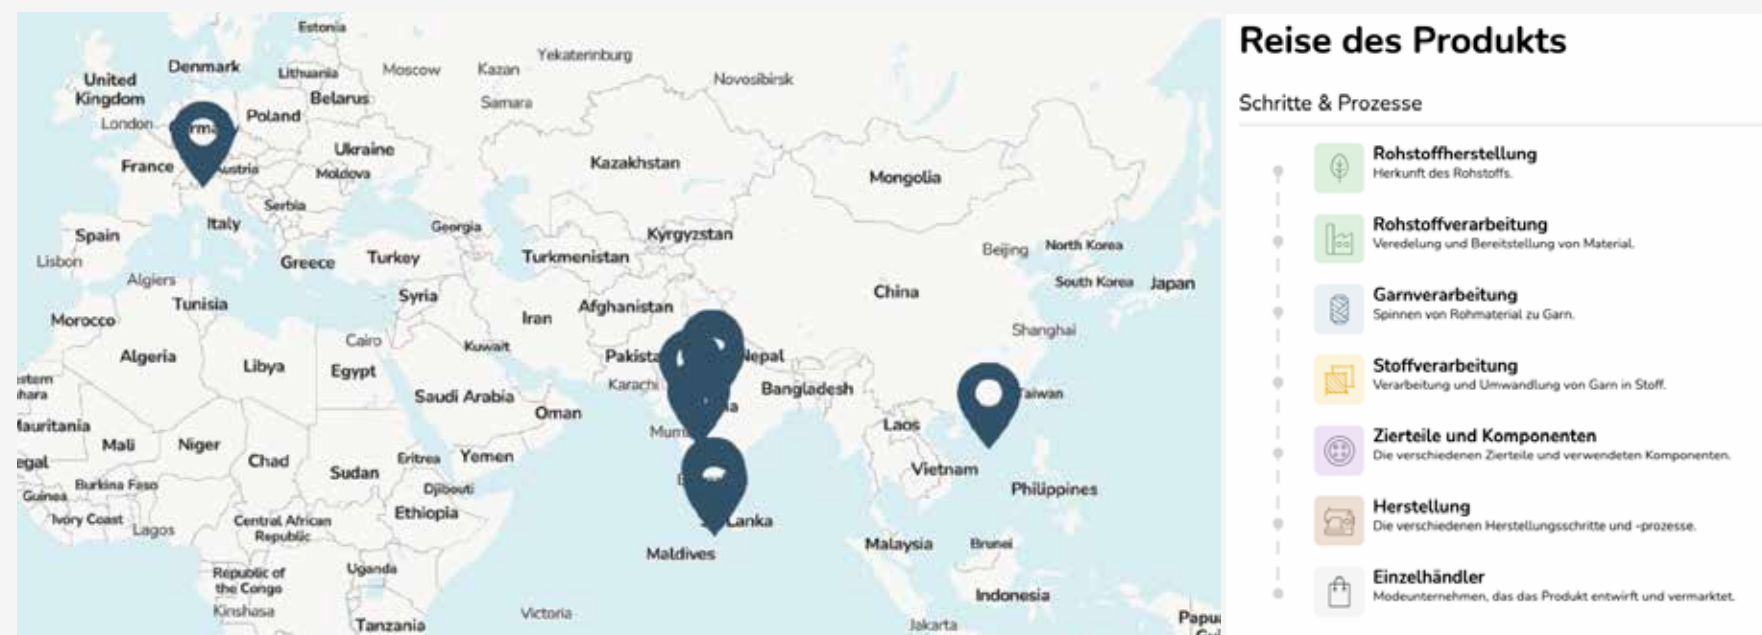 Estonia
Yekaterinburg
Denmark
Lithuania
Moscow
Kazan
Novosibirsk
United
Kingdom
Belarus
Samara
Poland
London
Ukraine
France
Moldova
Kazakhstan
Mongolia
Serbia
Italy
Georgia
Spain
Kyrgyzstan
Beijing
North Korea
Lisbon
Greece
Turkey
Turkmenistan
Algiers
South Korea
Japan
China
Tunisia
Syria
Afghanistan
Morocco
Iran
Shanghai
Cairo
Kuwait
Algeria
Libya
Egypt
Karachi
Bangladesh
Saudi Arabia
Oman
Laos
Mali
Niger
Chad
Eritrea
Yemen
Vietnam
Sudan
Burkina Faso
Djibouti
Philippines
Guinea
Ethiopia
Ivory Coast
Lagos
Central African
Republic
Lanka
Malaysia
Brunei
Maldives
Republic of
the Congo
Uganda
Indonesia
Kinshasa
Victoria
Tanzania
Jakarta
Reise des Produkts
Schritte & Prozesse
Rohstoffherstellung
Herkunft des Rohstoffs.
Rohstoffverarbeitung
Veredelung und Bereitstellung von Material.
Garnverarbeitung
Spinnen von Rohmaterial zu Garn.
Stoffverarbeitung
Verarbeitung und Umwandlung von Garn in Stoff.
Zierteile und Komponenten
Die verschiedenen Zierteile und verwendeten Komponenten.
Herstellung
Die verschiedenen Herstellungsschritte und -prozesse.
Einzelhändler
Modeunternehmen, das das Produkt entwirft und vermarktet.